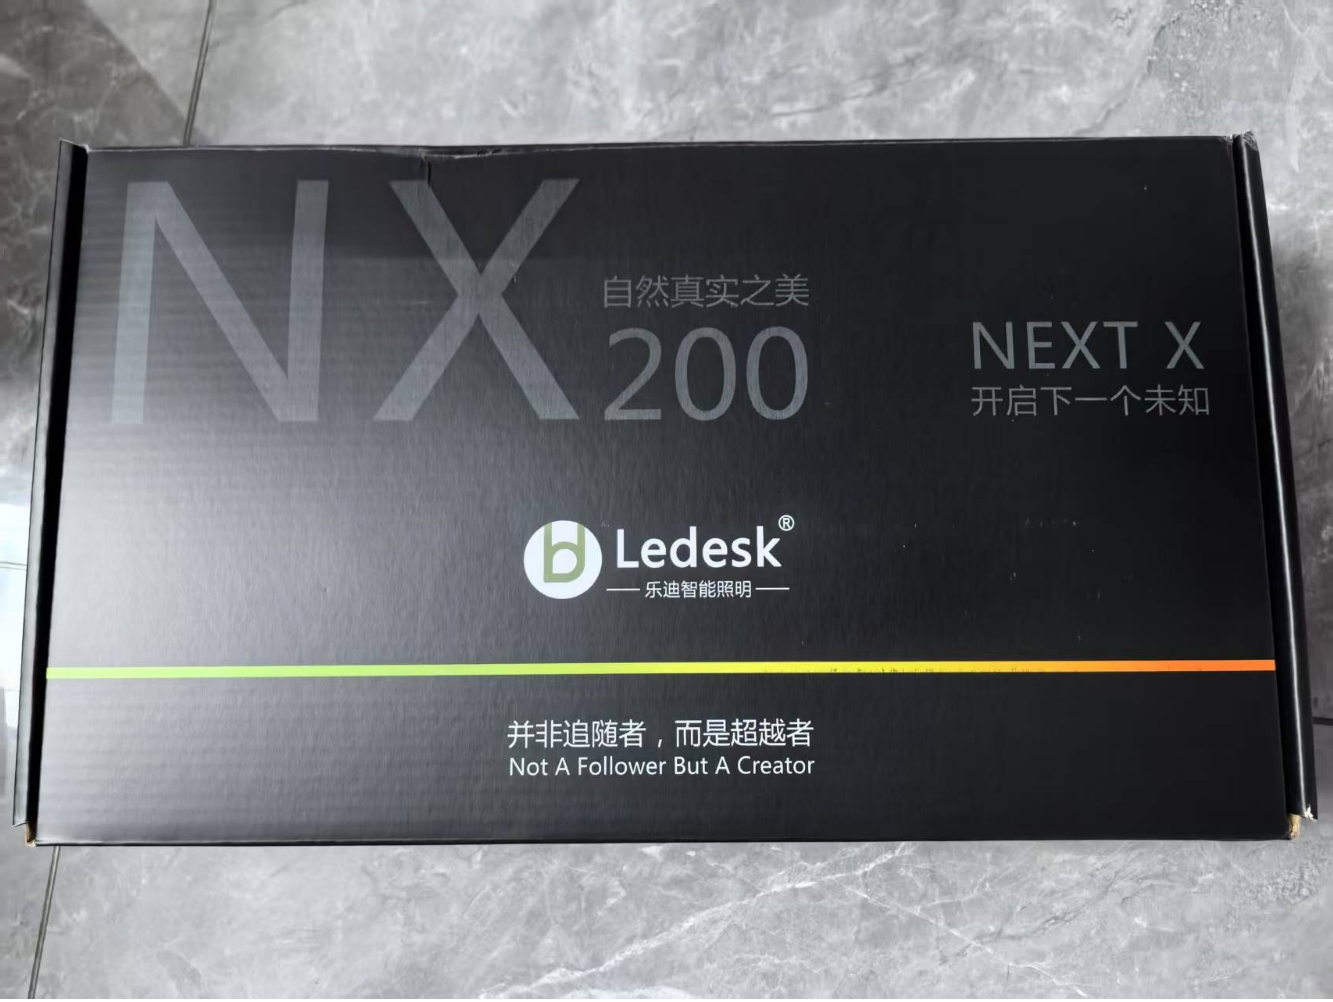 NX
自然真实之美
200
NEXT X
开启下一个未知
Ledesk®
乐迪智能照明
并非追随者，而是超越者
Not A Follower But A Creator